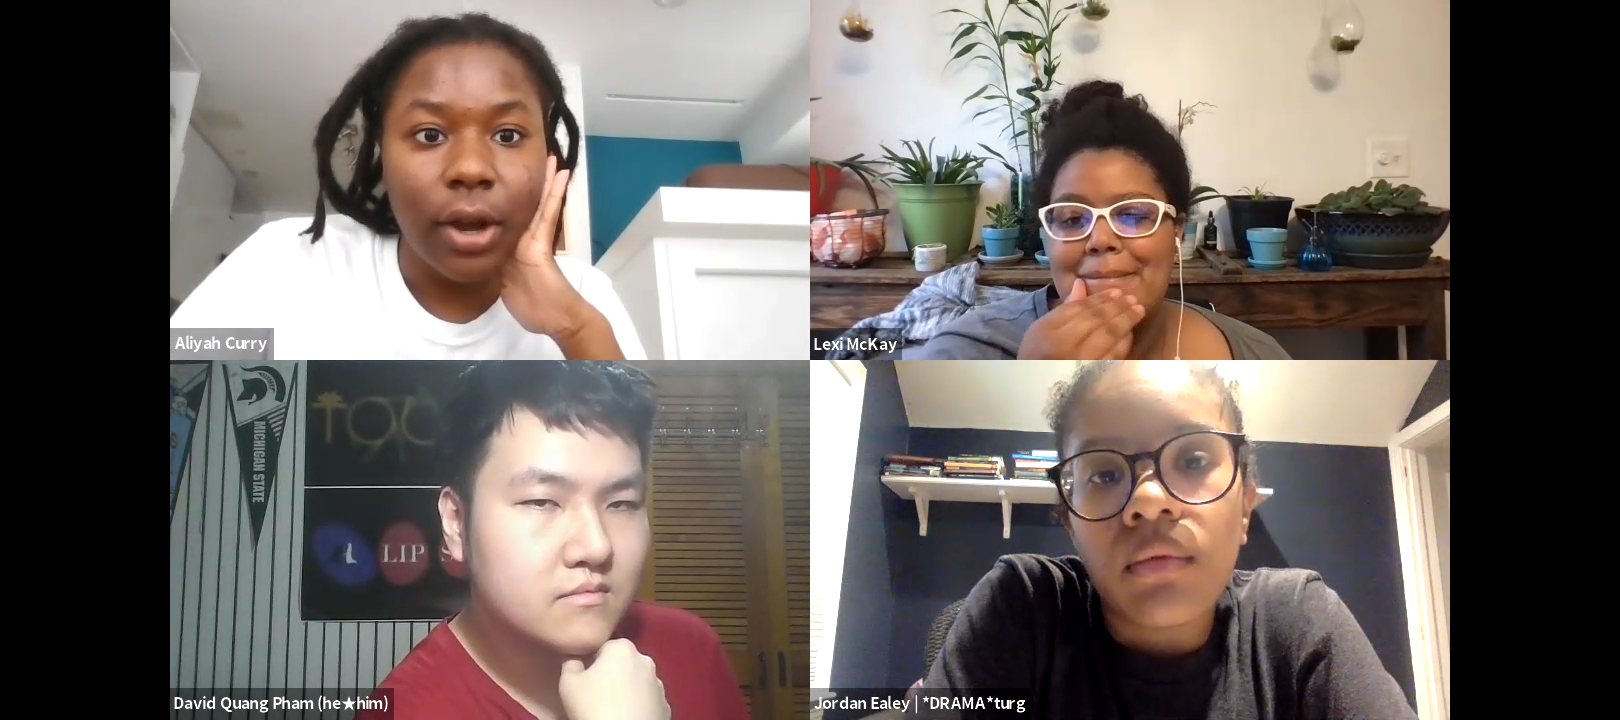 Aliyah Curry
Lexi McKay
MICHIGAN STATE
LIP S
David Quang Pham (he★him)
Jordan Ealey | *DRAMA*turg